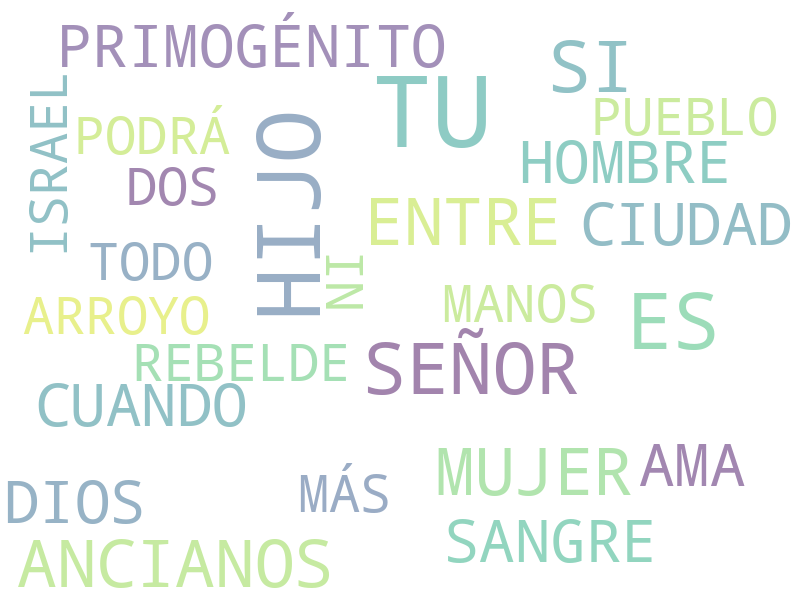 PRIMOGÉNITO
SI
TU
ISRAEL
PODRÁ
HIJO
PUEBLO
HOMBRE
DOS
ENTRE
CIUDAD
TODO
NI
MANOS
ES
ARROYO
REBELDE
SEÑOR
CUANDO
MUJER
AMA
DIOS
MÁS
SANGRE
ANCIANOS